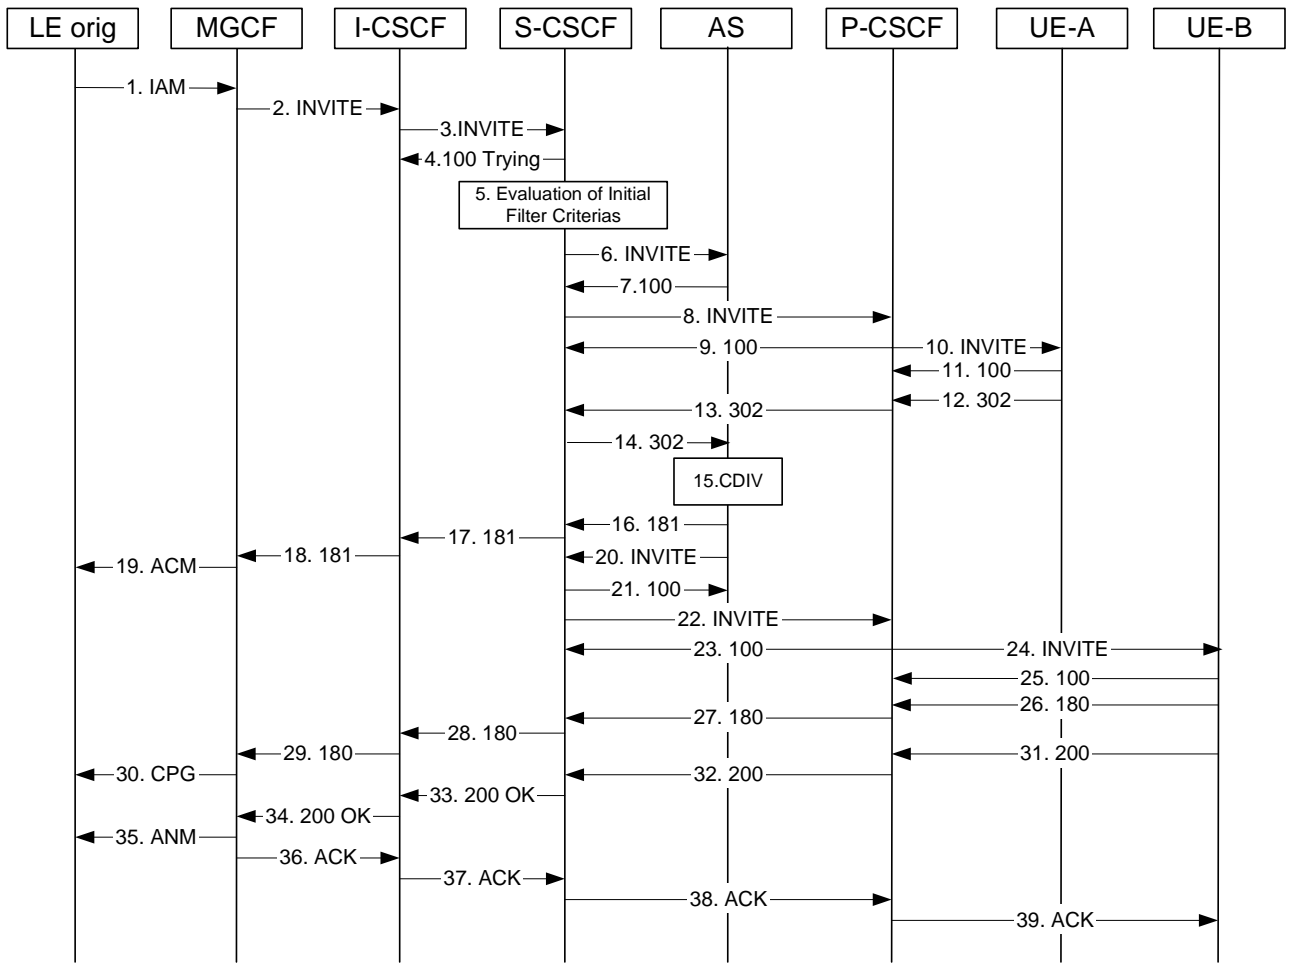 LE orig
MGCF
I-CSCF
S-CSCF
AS
P-CSCF
UE-A
UE-B
1. IAM
2. INVITE
3.INVITE
4.100 Trying
5. Evaluation of Initial
Filter Criterias
6. INVITE
7.100
8. INVITE
9. 100
10. INVITE
11. 100
12. 302
13. 302
14. 302
15.CDIV
16. 181
17. 181
18. 181
19. ACM
20. INVITE
21. 100
22. INVITE
23. 100
24. INVITE
25. 100
26. 180
27. 180
28. 180
29. 180
30. CPG
31. 200
32. 200
33. 200 OK
34. 200 OK
35. ANM
36. ACK
37. ACK
38. ACK
39. ACK